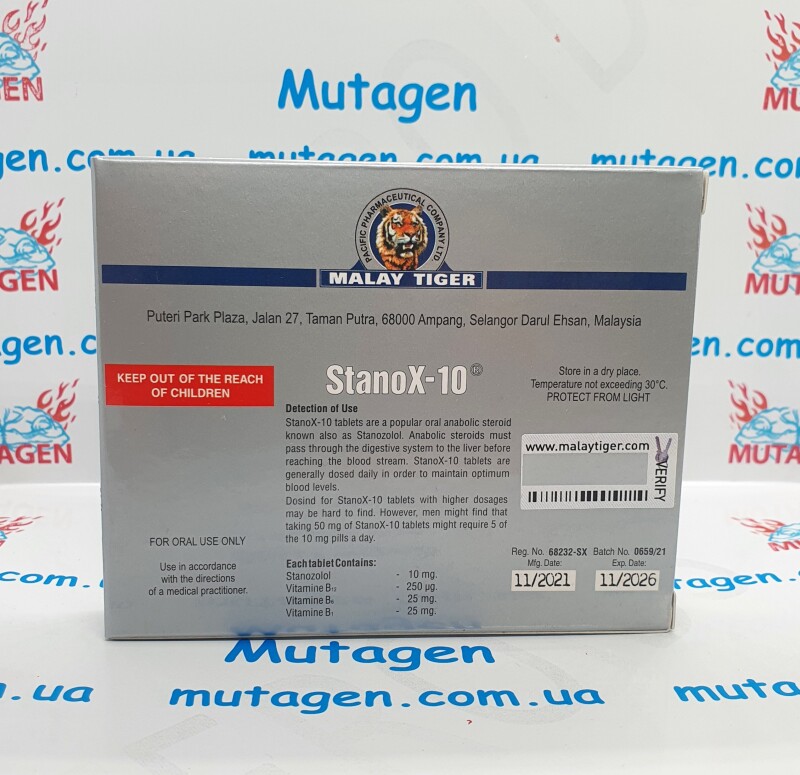 Mutagen
mutagen.com.ua
MUTAGEN
PACIFIC PHARMACEUTICAL COMPANY LTD.
MALAY TIGER
Puteri Park Plaza, Jalan 27, Taman Putra, 68000 Ampang, Selangor Darul Ehsan, Malaysia
KEEP OUT OF THE REACH
OF CHILDREN
StanoX-10®
Store in a dry place.
Temperature not exceeding 30°C.
PROTECT FROM LIGHT
Detection of Use
StanoX-10 tablets are a popular oral anabolic steroid
known also as Stanozolol. Anabolic steroids must
pass through the digestive system to the liver before
reaching the blood stream. StanoX-10 tablets are
generally dosed daily in order to maintain optimum
blood levels.
Dosind for StanoX-10 tablets with higher dosages
may be hard to find. However, men might find that
taking 50 mg of StanoX-10 tablets might require 5 of
the 10 mg pills a day.
www.malaytiger.com
VERIFY
FOR ORAL USE ONLY
Use in accordance
with the directions
of a medical practitioner.
Each tablet Contains:
Stanozolol - 10 mg.
Vitamine B12 - 250 µg.
Vitamine B6 - 25 mg.
Vitamine B1 - 25 mg.
Reg. No. 68232-SX Batch No. 0659/21
Mfg. Date: Exp. Date:
11/2021 11/2026
Mutagen
mutagen.com.ua